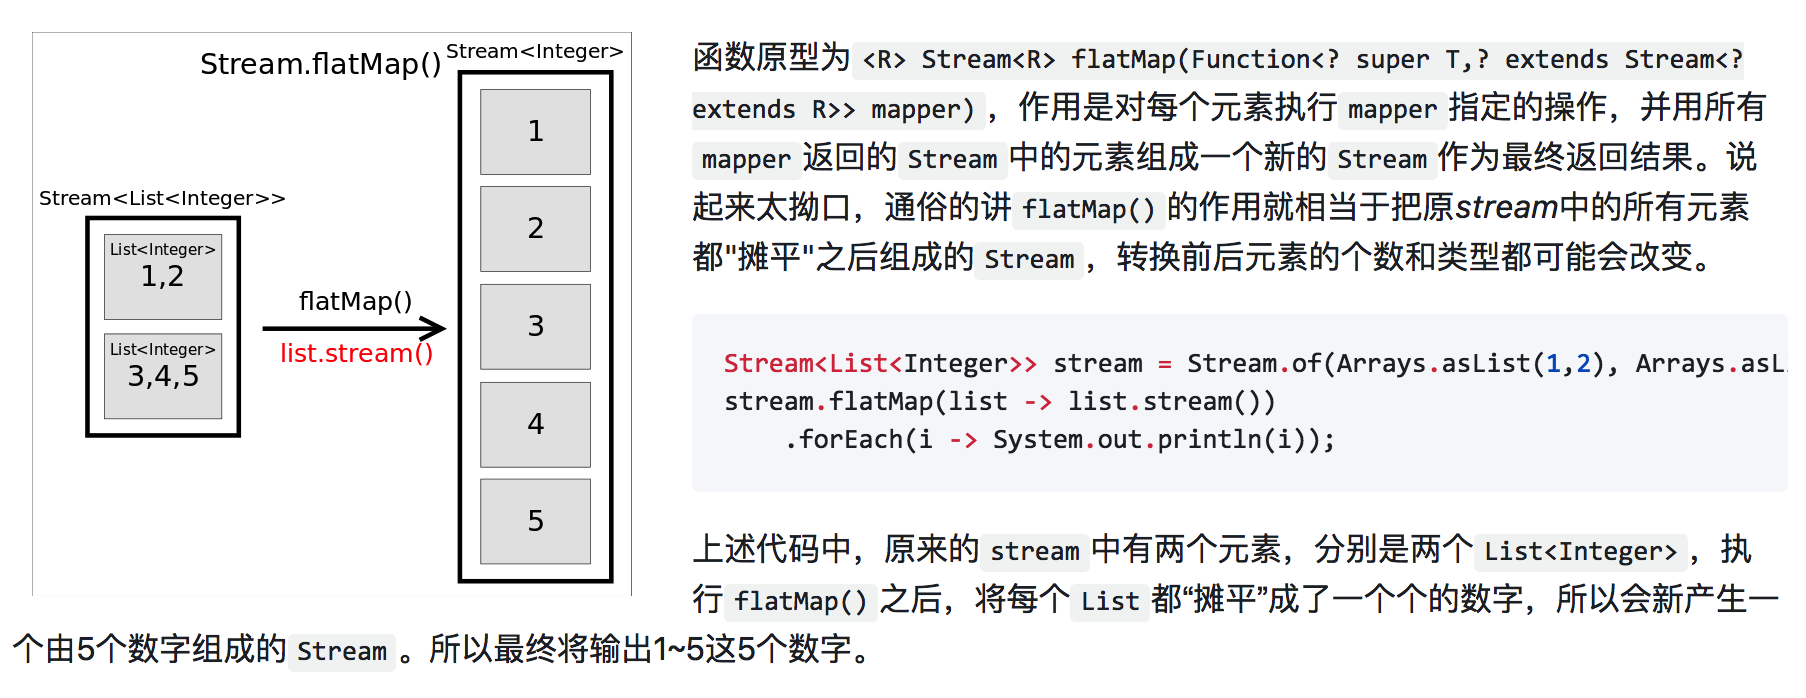 Stream.flatMap()
Stream<Integer>
Stream<List<Integer>>
List<Integer>
1,2
List<Integer>
3,4,5
flatMap()
list.stream()
1
2
3
4
5
函数原型为 <R> Stream<R> flatMap(Function<? super T,? extends Stream<?
extends R>> mapper) ，作用是对每个元素执行 mapper 指定的操作，并用所有
mapper 返回的 Stream 中的元素组成一个新的 Stream 作为最终返回结果。说
起来太拗口，通俗的讲 flatMap() 的作用就相当于把原stream中的所有元素
都"摊平"之后组成的 Stream ，转换前后元素的个数和类型都可能会改变。
Stream<List<Integer>> stream = Stream.of(Arrays.asList(1,2), Arrays.asL
stream.flatMap(list -> list.stream())
.forEach(i -> System.out.println(i));
上述代码中，原来的 stream 中有两个元素，分别是两个 List<Integer> ，执
行 flatMap() 之后，将每个 List 都“摊平”成了一个个的数字，所以会新产生一
个由5个数字组成的 Stream 。所以最终将输出1~5这5个数字。